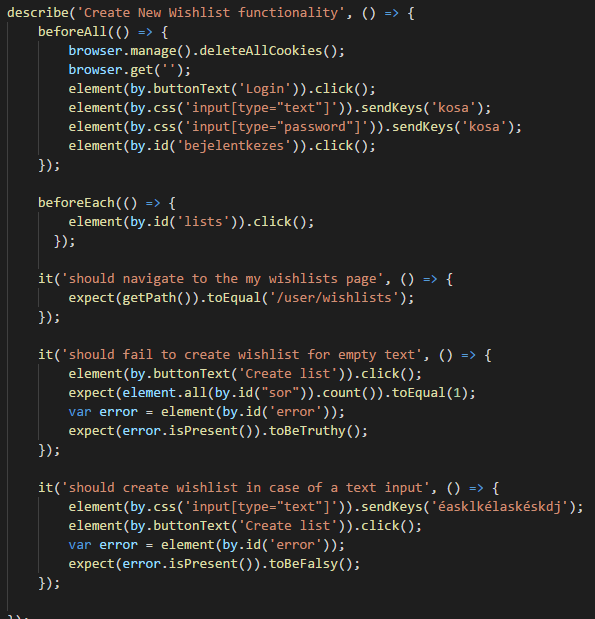 describe('Create New Wishlist functionality', () => {
    beforeAll(() => {
        browser.manage().deleteAllCookies();
        browser.get('');
        element(by.buttonText('Login')).click();
        element(by.css('input[type="text"]')).sendKeys('kosa');
        element(by.css('input[type="password"]')).sendKeys('kosa');
        element(by.id('bejelentkezes')).click();
    });

    beforeEach(() => {
        element(by.id('lists')).click();
      });

    it('should navigate to the my wishlists page', () => {
        expect(getPath()).toEqual('/user/wishlists');
    });

    it('should fail to create wishlist for empty text', () => {
        element(by.buttonText('Create list')).click();
        expect(element.all(by.id("sor")).count()).toEqual(1);
        var error = element(by.id('error'));
        expect(error.isPresent()).toBeTruthy();
    });

    it('should create wishlist in case of a text input', () => {
        element(by.css('input[type="text"]')).sendKeys('éasklkélaskéskdj');
        element(by.buttonText('Create list')).click();
        var error = element(by.id('error'));
        expect(error.isPresent()).toBeFalsy();
    });

});